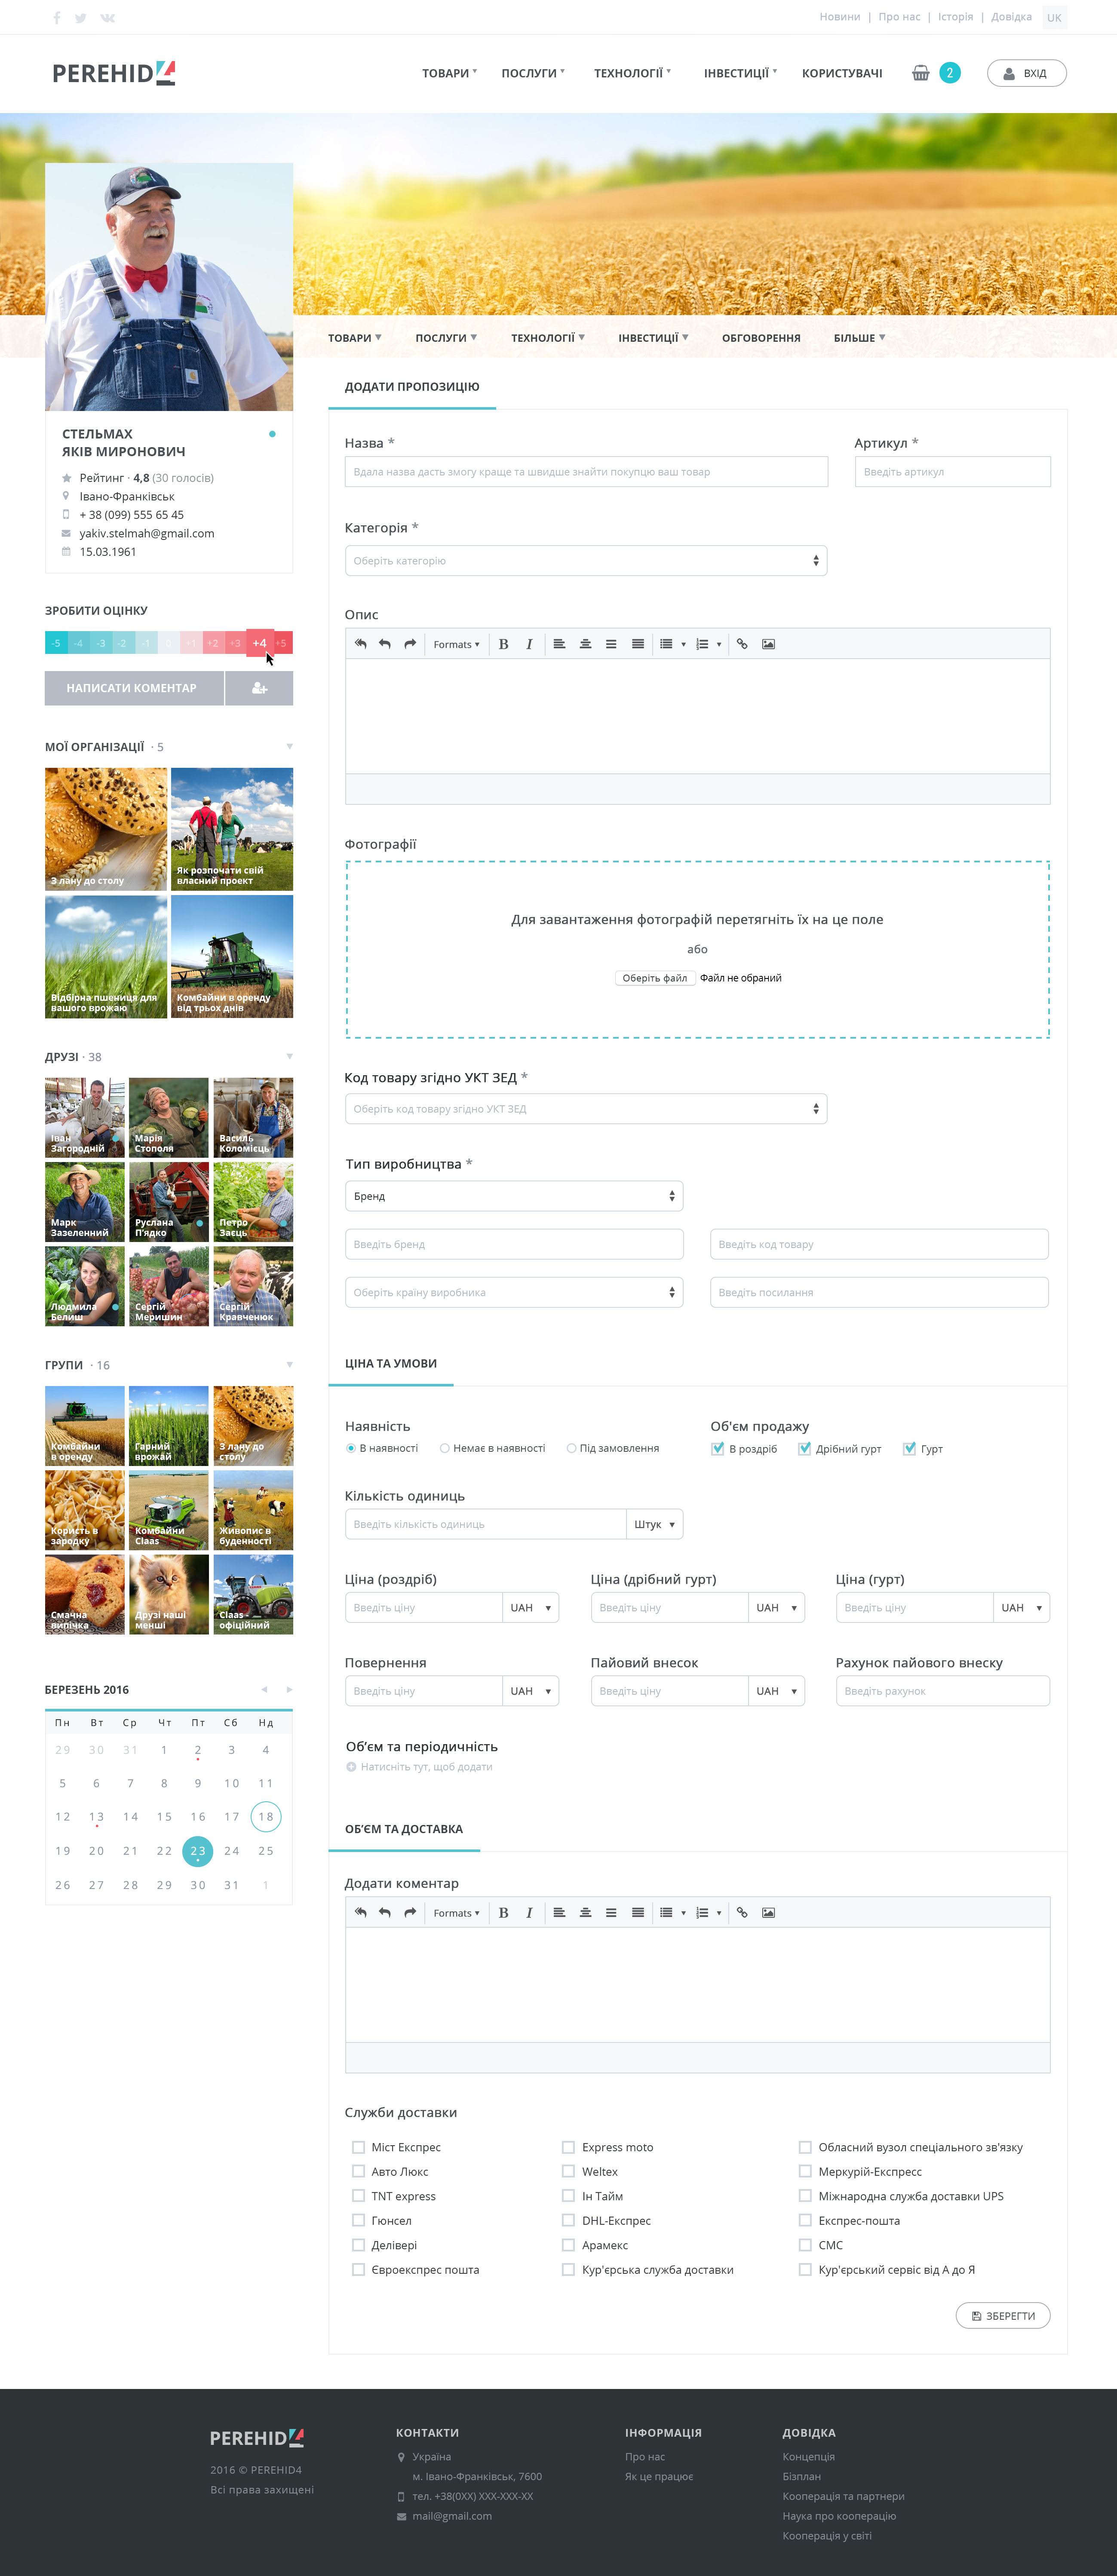 Новини | Про нас | Історія | Довідка UK
PEREHID4
ТОВАРИ ПОСЛУГИ ТЕХНОЛОГІЇ ІНВЕСТИЦІЇ КОРИСТУВАЧІ 2 ВХІД
ТОВАРИ ПОСЛУГИ ТЕХНОЛОГІЇ ІНВЕСТИЦІЇ ОБГОВОРЕННЯ БІЛЬШЕ
СТЕЛЬМАХ
ЯКІВ МИРОНОВИЧ
Рейтинг · 4,8 (30 голосів)
Івано-Франківськ
+ 38 (099) 555 65 45
yakiv.stelmah@gmail.com
15.03.1961
ЗРОБИТИ ОЦІНКУ
-5 -4 -3 -2 -1 0 +1 +2 +3 +4 +5
НАПИСАТИ КОМЕНТАР
МОЇ ОРГАНІЗАЦІЇ · 5
З лану до столу
Як розпочати свій
власний проект
Відбірна пшениця для
вашого врожаю
Комбайни в оренду
від трьох днів
ДРУЗІ · 38
Іван
Загородній
Марія
Стополя
Василь
Коломієць
Марк
Зазеленний
Руслана
П'ядко
Петро
Заєць
Людмила
Белиш
Сергій
Меришин
Сергій
Кравченюк
ГРУПИ · 16
Комбайни
в оренду
Гарний
врожай
З лану до
столу
Користь в
зародку
Комбайни
Claas
Живопис в
буденності
Смачна
випічка
Друзі наші
менші
Claas -
офіційний
БЕРЕЗЕНЬ 2016
Пн Вт Ср Чт Пт Сб Нд
29 30 31 1 2 3 4
5 6 7 8 9 10 11
12 13 14 15 16 17 18
19 20 21 22 23 24 25
26 27 28 29 30 31 1
ДОДАТИ ПРОПОЗИЦІЮ
Назва * Артикул *
Вдала назва дасть змогу краще та швидше знайти покупцю ваш товар Введіть артикул
Категорія *
Оберіть категорію
Опис
Formats B I
Фотографії
Для завантаження фотографій перетягніть їх на це поле
або
Оберіть файл Файл не обраний
Код товару згідно УКТ ЗЕД *
Оберіть код товару згідно УКТ ЗЕД
Тип виробництва *
Бренд
Введіть бренд Введіть код товару
Оберіть країну виробника Введіть посилання
ЦІНА ТА УМОВИ
Наявність Об'єм продажу
В наявності Немає в наявності Під замовлення В роздріб Дрібний гурт Гурт
Кількість одиниць
Введіть кількість одиниць Штук
Ціна (роздріб) Ціна (дрібний гурт) Ціна (гурт)
Введіть ціну UAH Введіть ціну UAH Введіть ціну UAH
Повернення Пайовий внесок Рахунок пайового внеску
Введіть ціну UAH Введіть ціну UAH Введіть рахунок
Об'єм та періодичність
Натисніть тут, щоб додати
ОБ'ЄМ ТА ДОСТАВКА
Додати коментар
Formats B I
Служби доставки
Міст Експрес Express moto Обласний вузол спеціального зв'язку
Авто Люкс Weltex Меркурій-Експресс
TNT express Ін Тайм Міжнародна служба доставки UPS
Гюнсел DHL-Експрес Експрес-пошта
Делівері Арамекс СМС
Євроекспрес пошта Кур'єрська служба доставки Кур'єрський сервіс від А до Я
ЗБЕРЕГТИ
PEREHID4
2016 © PEREHID4
Всі права захищені
КОНТАКТИ
Україна
м. Івано-Франківськ, 7600
тел. +38(0XX) XXX-XXX-XX
mail@gmail.com
ІНФОРМАЦІЯ
Про нас
Як це працює
ДОВІДКА
Концепція
Бізплан
Кооперація та партнери
Наука про кооперацію
Кооперація у світі